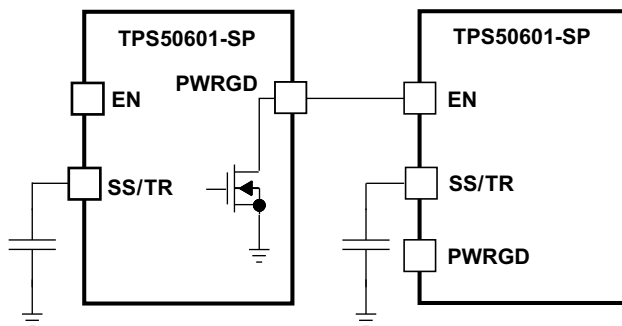 TPS50601-SP
PWRGD
EN
SS/TR
TPS50601-SP
EN
SS/TR
PWRGD